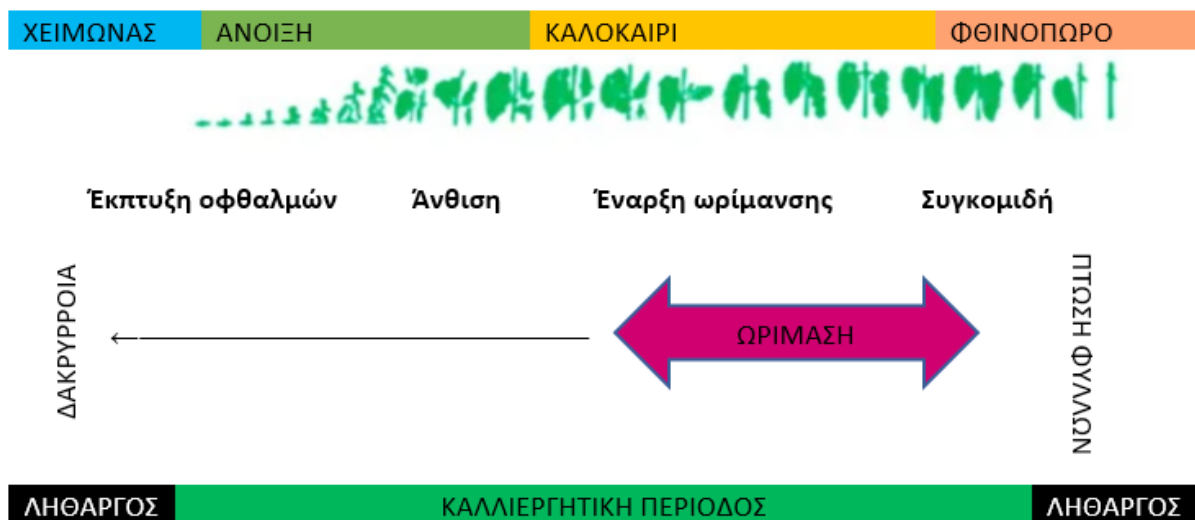 ΧΕΙΜΩΝΑΣ ΑΝΟΙΞΗ ΚΑΛΟΚΑΙΡΙ ΦΘΙΝΟΠΩΡΟ
Έκπτυξη οφθαλμών Άνθιση Έναρξη ωρίμανσης Συγκομιδή
ΔΑΚΡΥΡΡΟΙΑ
ΩΡΙΜΑΣΗ
ΠΤΩΣΗ ΦΥΛΛΩΝ
ΛΗΘΑΡΓΟΣ ΚΑΛΛΙΕΡΓΗΤΙΚΗ ΠΕΡΙΟΔΟΣ ΛΗΘΑΡΓΟΣ